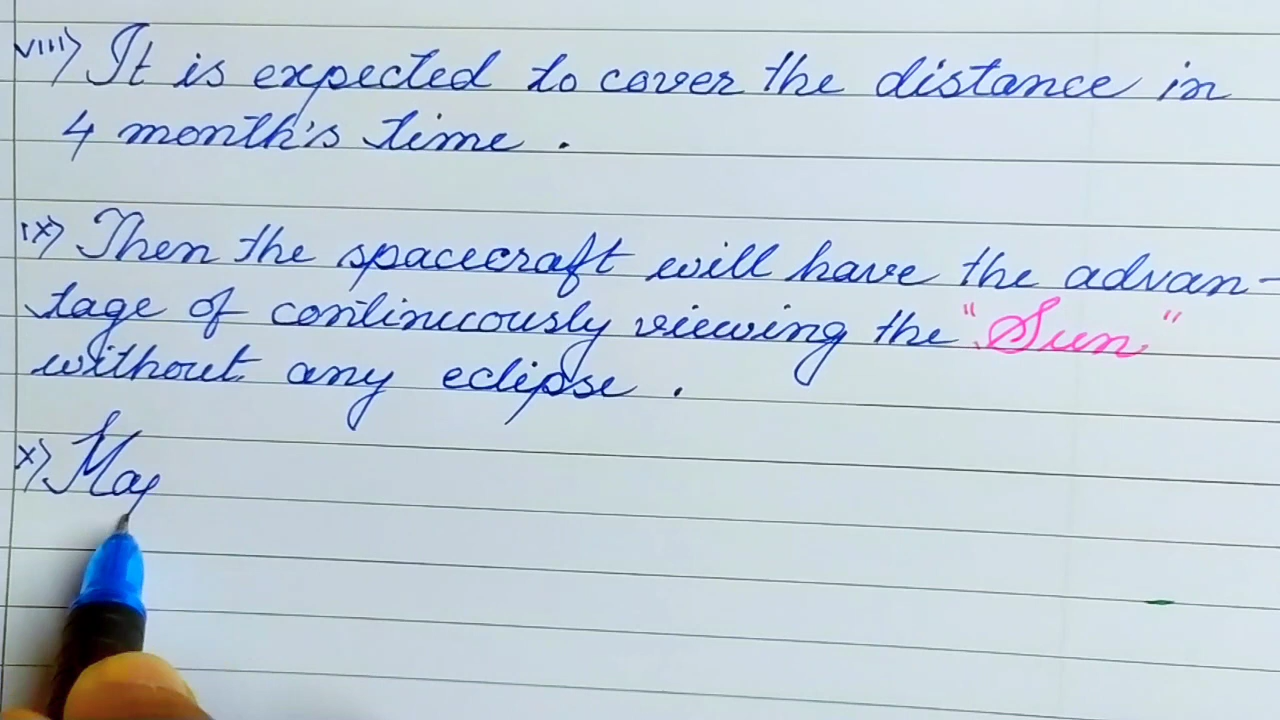 viii) It is expected to cover the distance in
4 month's time .
ix) Then the spacecraft will have the advan-
tage of continuously viewing the "Sun"
without any eclipse .
x) May